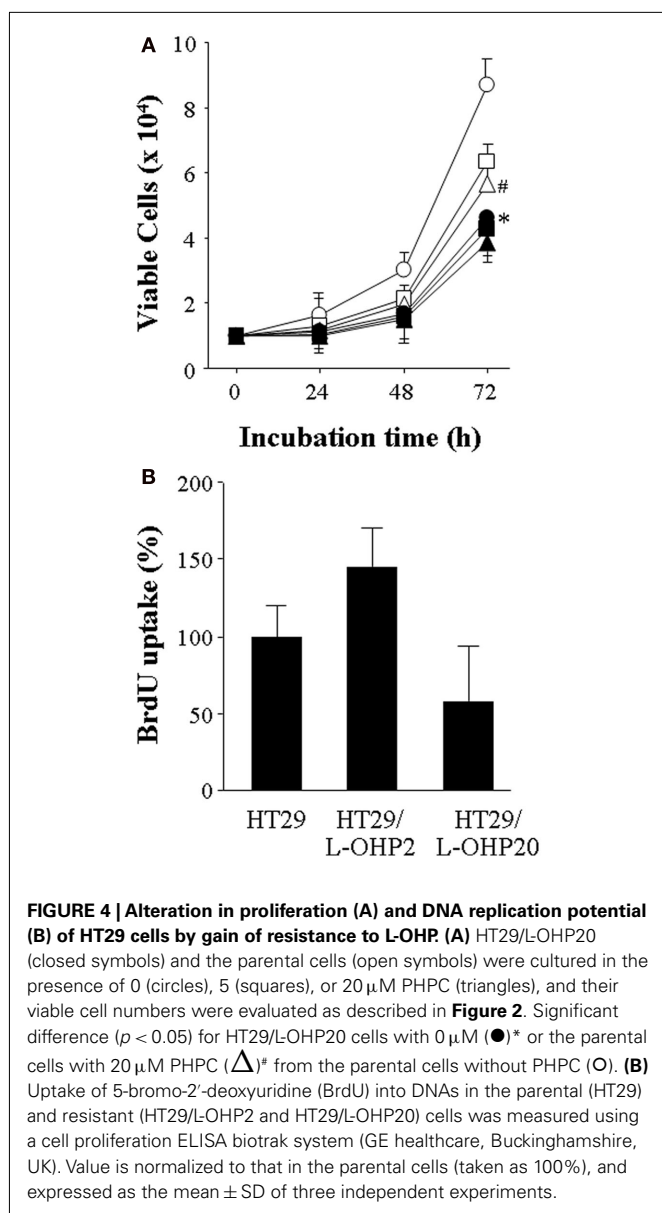 A
10
8
6
4
2
0
Viable Cells (x 10⁴)
#
*
0 24 48 72
Incubation time (h)
B
200
150
100
50
0
BrdU uptake (%)
HT29 HT29/ HT29/
L-OHP2 L-OHP20
FIGURE 4 | Alteration in proliferation (A) and DNA replication potential
(B) of HT29 cells by gain of resistance to L-OHP. (A) HT29/L-OHP20
(closed symbols) and the parental cells (open symbols) were cultured in the
presence of 0 (circles), 5 (squares), or 20 μM PHPC (triangles), and their
viable cell numbers were evaluated as described in Figure 2. Significant
difference (p < 0.05) for HT29/L-OHP20 cells with 0 μM (●)* or the parental
cells with 20 μM PHPC (△)# from the parental cells without PHPC (○). (B)
Uptake of 5-bromo-2′-deoxyuridine (BrdU) into DNAs in the parental (HT29)
and resistant (HT29/L-OHP2 and HT29/L-OHP20) cells was measured using
a cell proliferation ELISA biotrak system (GE healthcare, Buckinghamshire,
UK). Value is normalized to that in the parental cells (taken as 100%), and
expressed as the mean ± SD of three independent experiments.